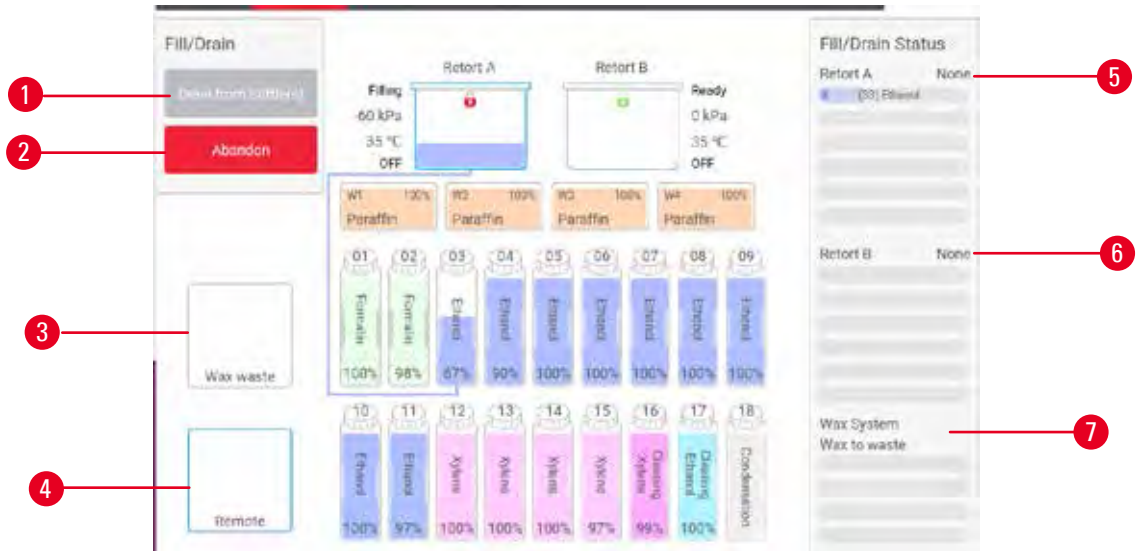 Fill/Drain
Abandon
1
2
3
4
Wax waste
Remote
Retort A
Retort B
Filling
-60 kPa
35 °C
OFF
Ready
0 kPa
35 °C
OFF
W1 100%
Paraffin
W2 100%
Paraffin
W3 100%
Paraffin
W4 100%
Paraffin
01 02 03 04 05 06 07 08 09
Formalin Formalin Ethanol Ethanol Ethanol Ethanol Ethanol Ethanol Ethanol
100% 98% 67% 90% 100% 100% 100% 100% 100%
10 11 12 13 14 15 16 17 18
Ethanol Ethanol Xylene Xylene Xylene Xylene Cleaning Xylene Cleaning Ethanol Condensation
100% 97% 100% 100% 100% 97% 99% 100%
Fill/Drain Status
Retort A None
(S3) Ethanol
Retort B None
Wax System
Wax to waste
5
6
7